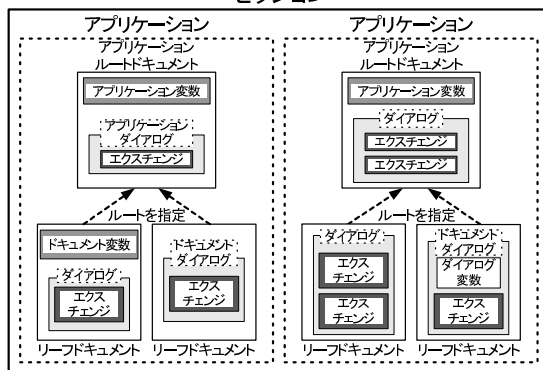 セッション
アプリケーション
アプリケーション
ルートドキュメント
アプリケーション変数
アプリケーション
ダイアログ
エクスチェンジ
ルートを指定
ドキュメント変数
ダイアログ
エクス
チェンジ
リーフドキュメント
ドキュメント
ダイアログ
エクス
チェンジ
リーフドキュメント
アプリケーション
アプリケーション
ルートドキュメント
アプリケーション変数
ダイアログ
エクスチェンジ
エクスチェンジ
ルートを指定
ダイアログ
エクス
チェンジ
エクス
チェンジ
リーフドキュメント
ドキュメント
ダイアログ
ダイアログ
変数
エクス
チェンジ
リーフドキュメント